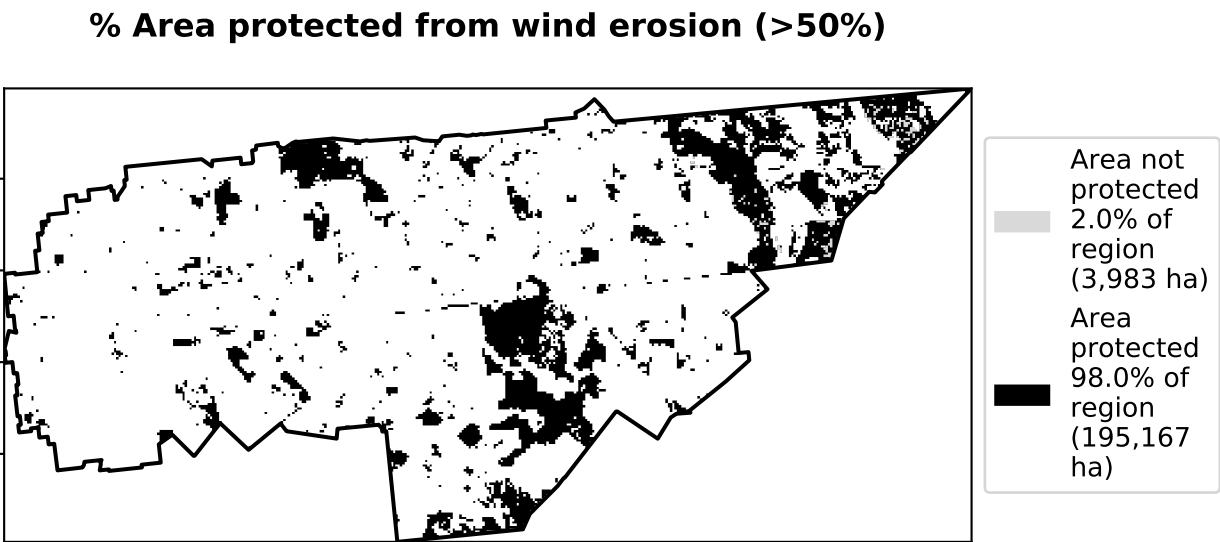 % Area protected from wind erosion (>50%)
Area not
protected
2.0% of
region
(3,983 ha)
Area
protected
98.0% of
region
(195,167
ha)